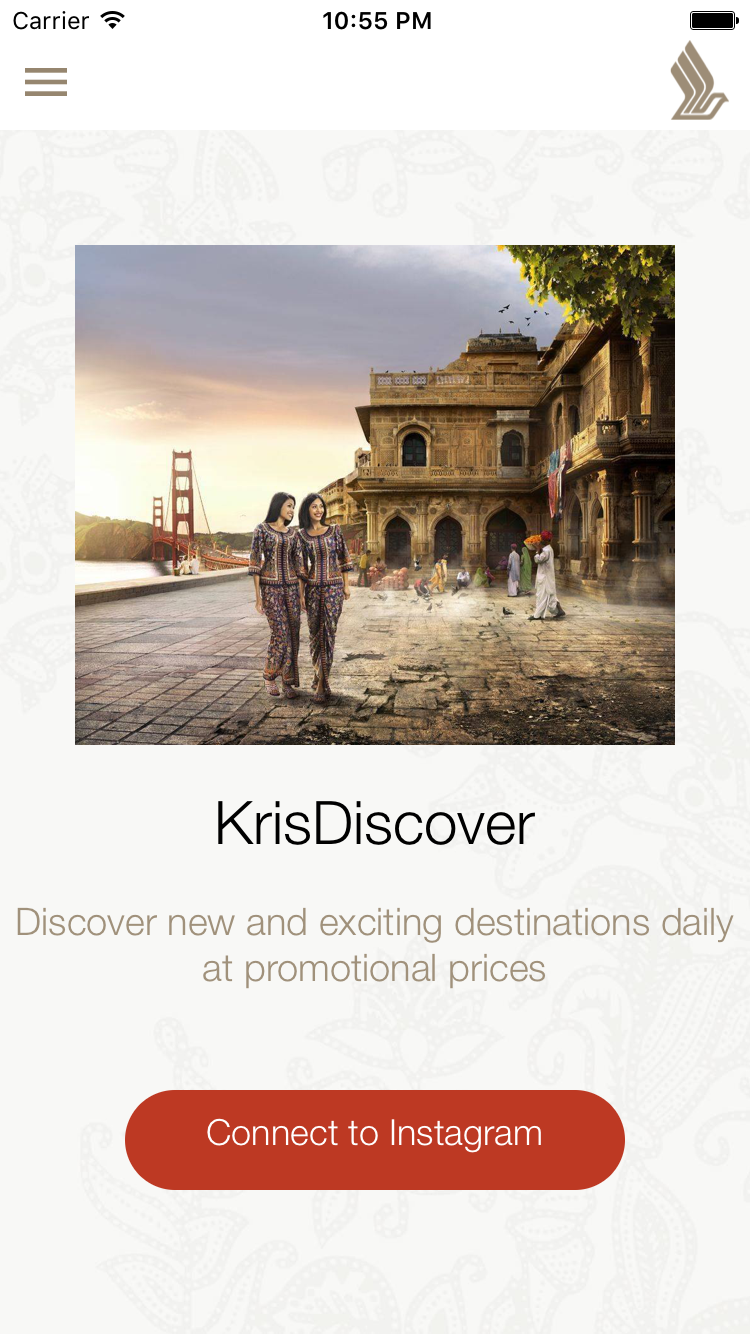 Carrier 10:55 PM
KrisDiscover
Discover new and exciting destinations daily
at promotional prices
Connect to Instagram